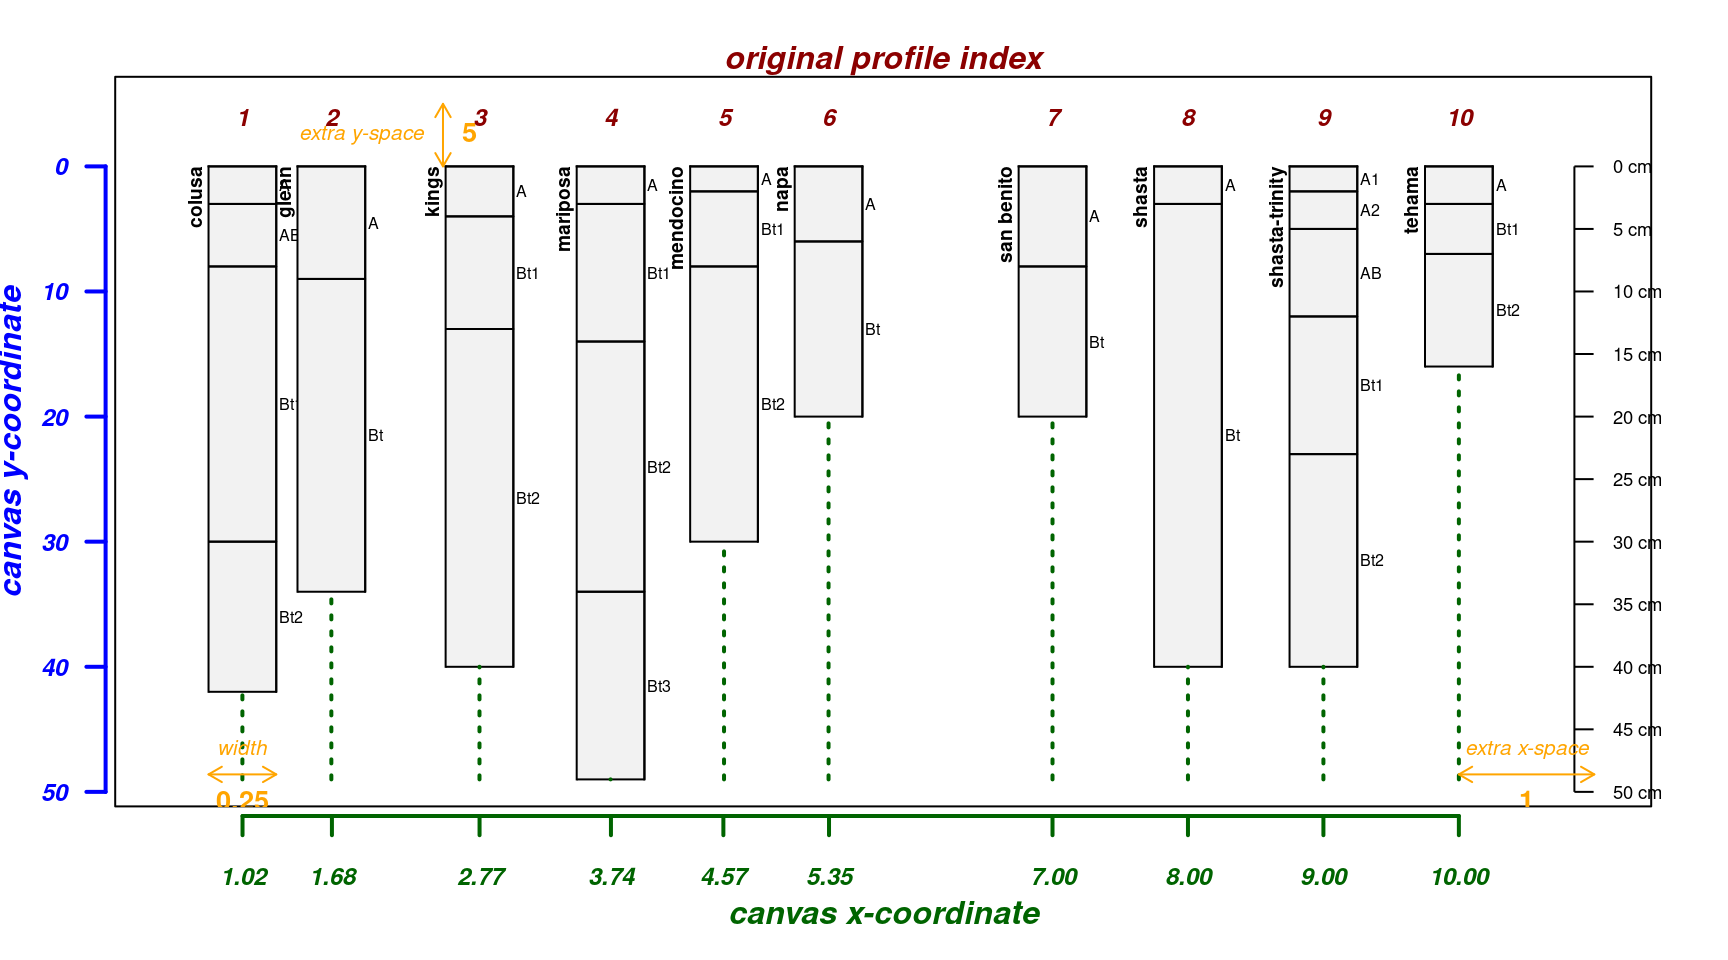 original profile index
1 2 3 4 5 6 7 8 9 10
extra y-space 5
canvas y-coordinate
0
10
20
30
40
50
colusa
AB
Bt1
Bt2
glenn
A
Bt
kings
A
Bt1
Bt2
mariposa
A
Bt1
Bt2
Bt3
mendocino
A
Bt1
Bt2
napa
A
Bt
san benito
A
Bt
shasta
A
Bt
shasta-trinity
A1
A2
AB
Bt1
Bt2
tehama
A
Bt1
Bt2
0 cm
5 cm
10 cm
15 cm
20 cm
25 cm
30 cm
35 cm
40 cm
45 cm
50 cm
width
0.25
extra x-space
1
1.02 1.68 2.77 3.74 4.57 5.35 7.00 8.00 9.00 10.00
canvas x-coordinate